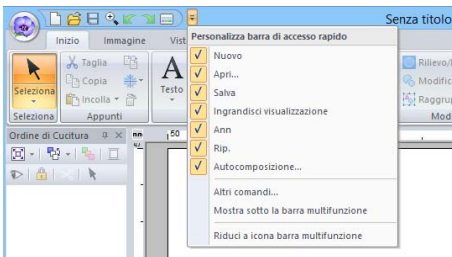 Senza titolo
Inizio
Immagine
Vist
Personalizza barra di accesso rapido
Nuovo
Apri...
Salva
Ingrandisci visualizzazione
Ann
Rip.
Autocomposizione...
Altri comandi...
Mostra sotto la barra multifunzione
Riduci a icona barra multifunzione
Seleziona
Seleziona
Taglia
Copia
Incolla
Appunti
Testo
Rilievo/
Modific
Raggru
Mod
Ordine di Cucitura
50